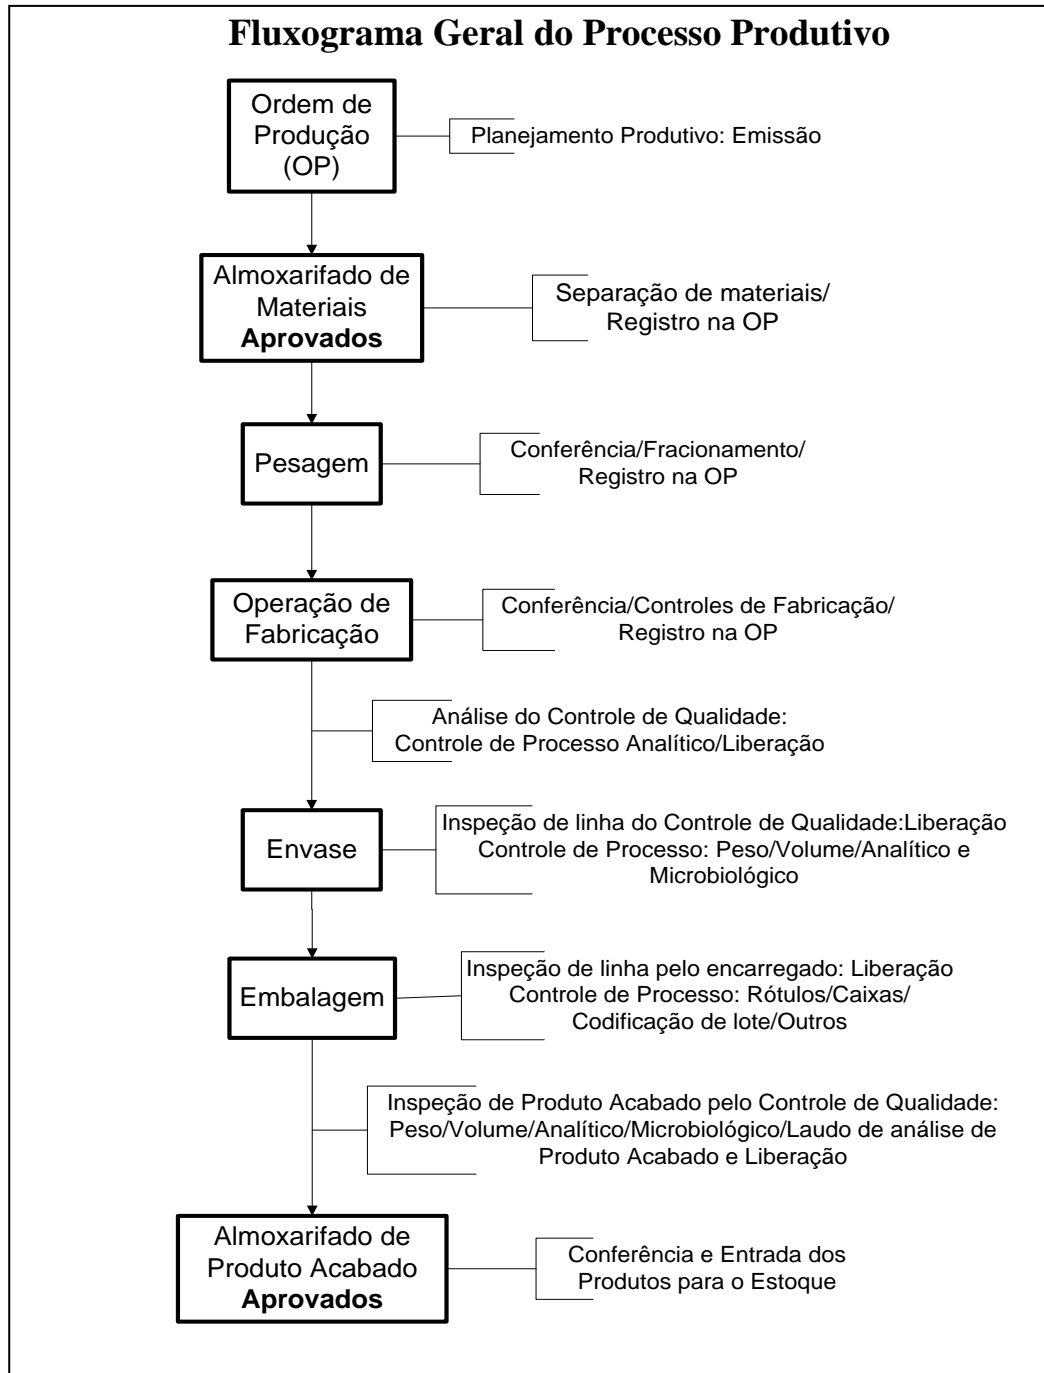 Fluxograma Geral do Processo Produtivo
Ordem de
Produção
(OP)
Planejamento Produtivo: Emissão
Almoxarifado de
Materiais
Aprovados
Separação de materiais/
Registro na OP
Pesagem
Conferência/Fracionamento/
Registro na OP
Operação de
Fabricação
Conferência/Controles de Fabricação/
Registro na OP
Análise do Controle de Qualidade:
Controle de Processo Analítico/Liberação
Envase
Inspeção de linha do Controle de Qualidade:Liberação
Controle de Processo: Peso/Volume/Analítico e
Microbiológico
Embalagem
Inspeção de linha pelo encarregado: Liberação
Controle de Processo: Rótulos/Caixas/
Codificação de lote/Outros
Inspeção de Produto Acabado pelo Controle de Qualidade:
Peso/Volume/Analítico/Microbiológico/Laudo de análise de
Produto Acabado e Liberação
Almoxarifado de
Produto Acabado
Aprovados
Conferência e Entrada dos
Produtos para o Estoque